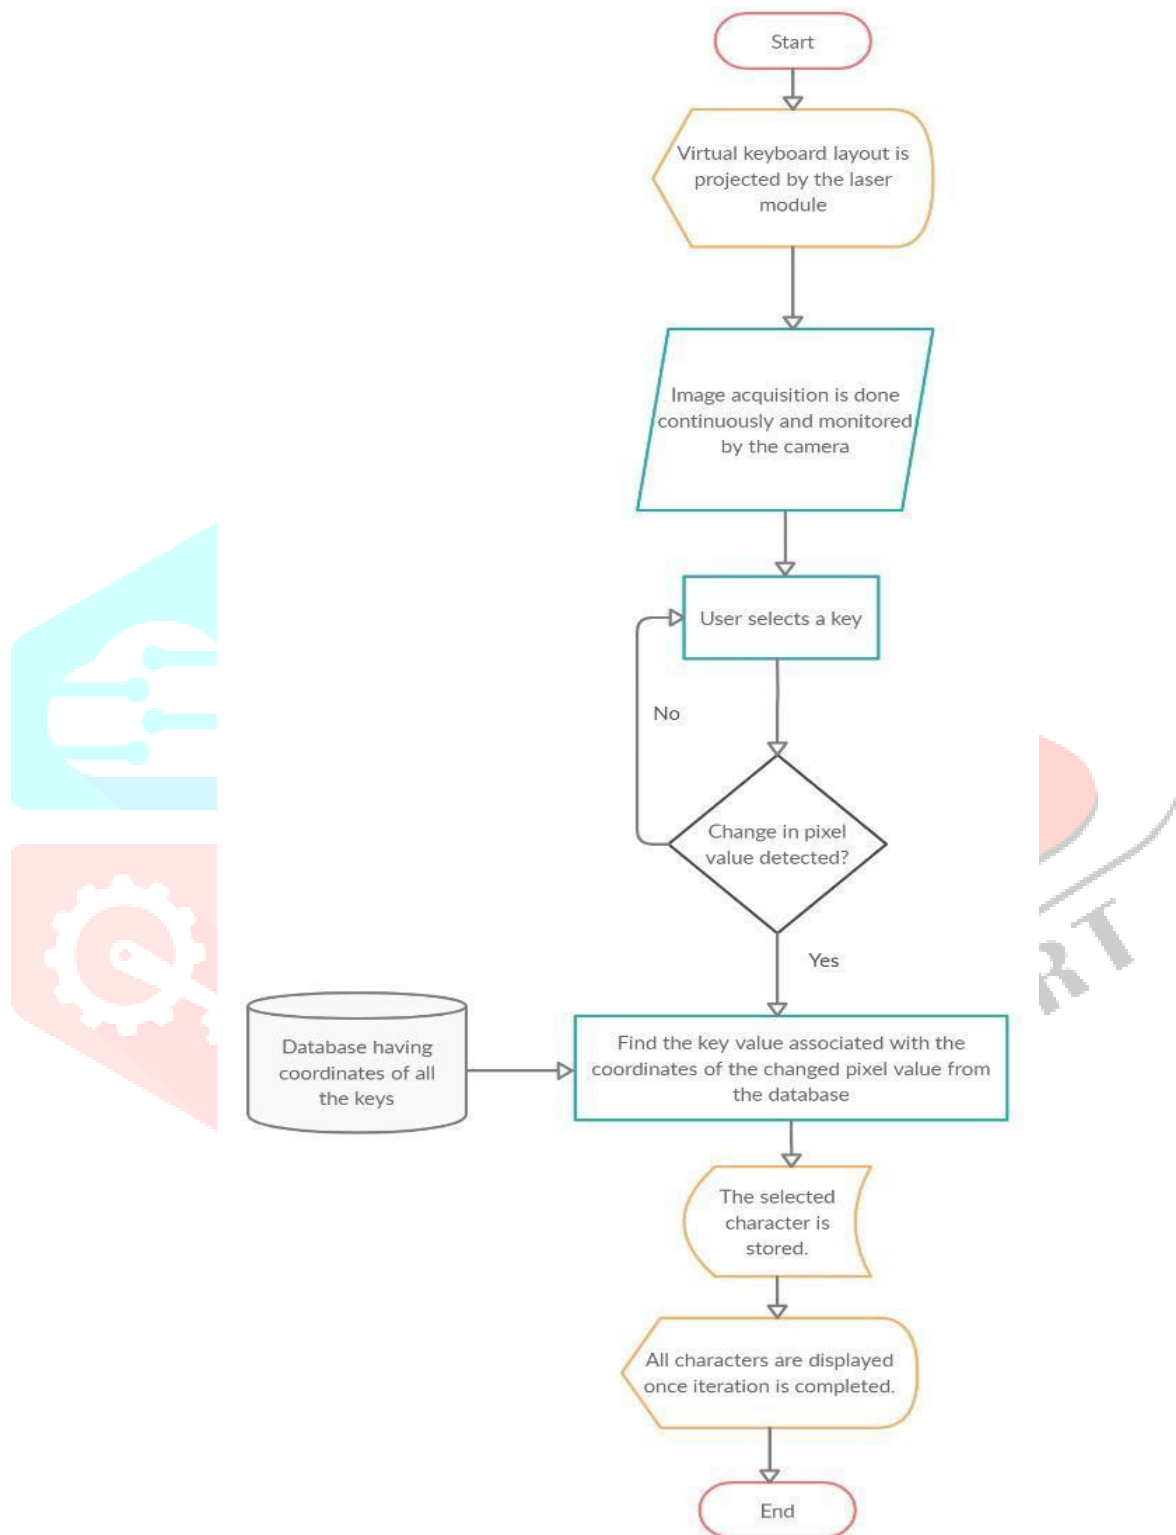 Start
Virtual keyboard layout is
projected by the laser
module
Image acquisition is done
continuously and monitored
by the camera
User selects a key
No
Change in pixel
value detected?
Yes
Database having
coordinates of all
the keys
Find the key value associated with the
coordinates of the changed pixel value from
the database
The selected
character is
stored.
All characters are displayed
once iteration is completed.
End